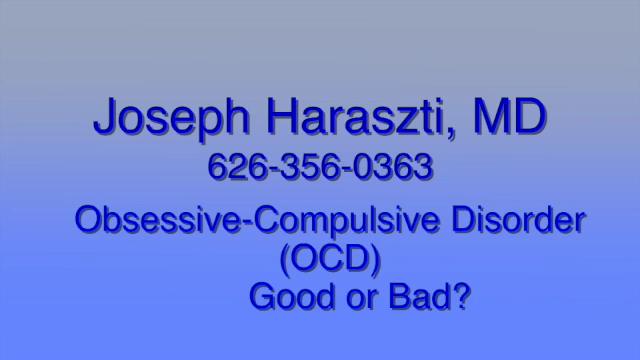 Joseph Haraszti, MD
626-356-0363
Obsessive-Compulsive Disorder
(OCD)
Good or Bad?